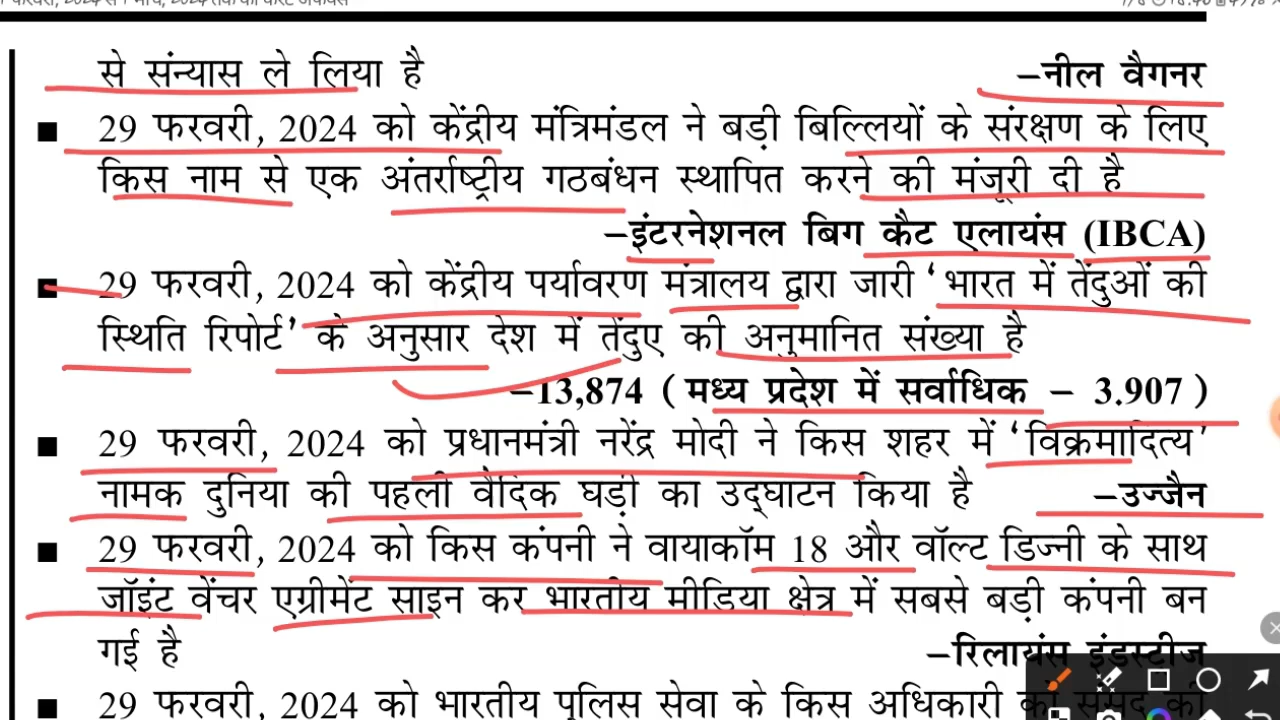 से संन्यास ले लिया है –नील वैगनर
■ 29 फरवरी, 2024 को केंद्रीय मंत्रिमंडल ने बड़ी बिल्लियों के संरक्षण के लिए
किस नाम से एक अंतर्राष्ट्रीय गठबंधन स्थापित करने की मंजूरी दी है
–इंटरनेशनल बिग कैट एलायंस (IBCA)
■ 29 फरवरी, 2024 को केंद्रीय पर्यावरण मंत्रालय द्वारा जारी ‘भारत में तेंदुओं की
स्थिति रिपोर्ट’ के अनुसार देश में तेंदुए की अनुमानित संख्या है
–13,874 ( मध्य प्रदेश में सर्वाधिक – 3.907 )
■ 29 फरवरी, 2024 को प्रधानमंत्री नरेंद्र मोदी ने किस शहर में ‘विक्रमादित्य’
नामक दुनिया की पहली वैदिक घड़ी का उद्घाटन किया है –उज्जैन
■ 29 फरवरी, 2024 को किस कंपनी ने वायाकॉम 18 और वॉल्ट डिज्नी के साथ
जॉइंट वेंचर एग्रीमेंट साइन कर भारतीय मीडिया क्षेत्र में सबसे बड़ी कंपनी बन
गई है –रिलायंस इंडस्ट्रीज
■ 29 फरवरी, 2024 को भारतीय पुलिस सेवा के किस अधिकारी को